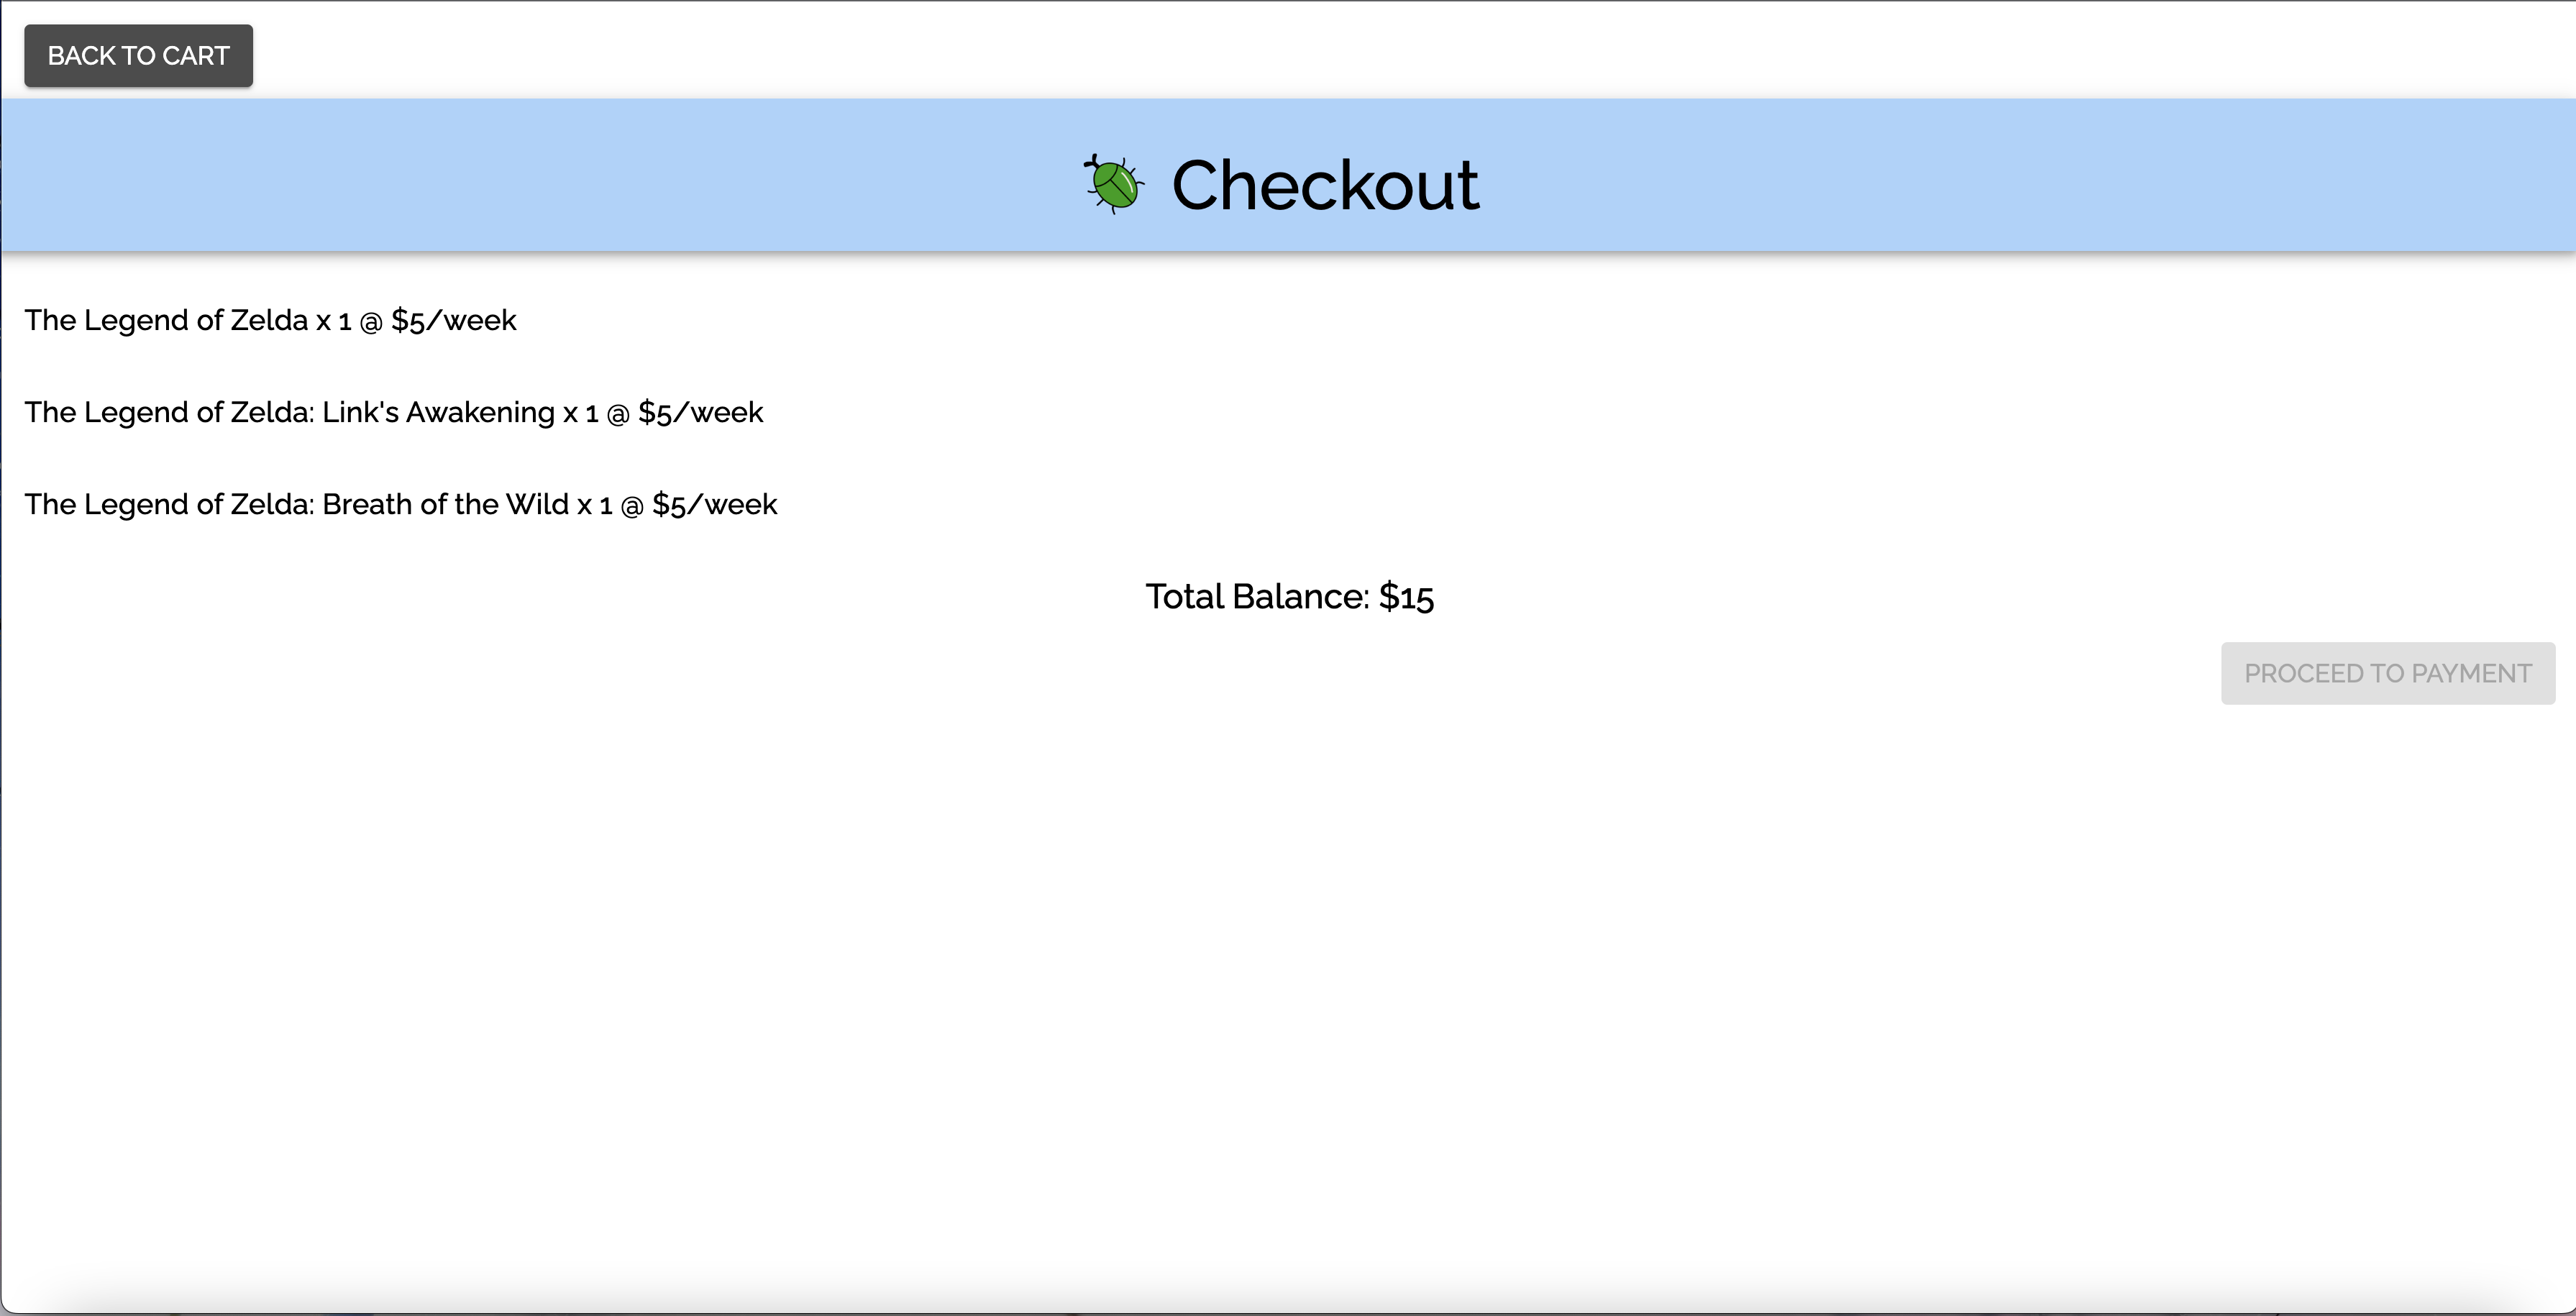 BACK TO CART
Checkout
The Legend of Zelda x 1 @ $5/week
The Legend of Zelda: Link's Awakening x 1 @ $5/week
The Legend of Zelda: Breath of the Wild x 1 @ $5/week
Total Balance: $15
PROCEED TO PAYMENT